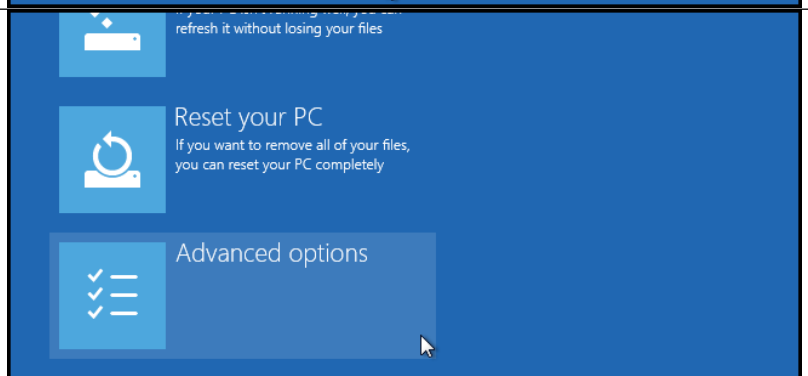 refresh it without losing your files
Reset your PC
If you want to remove all of your files,
you can reset your PC completely
Advanced options